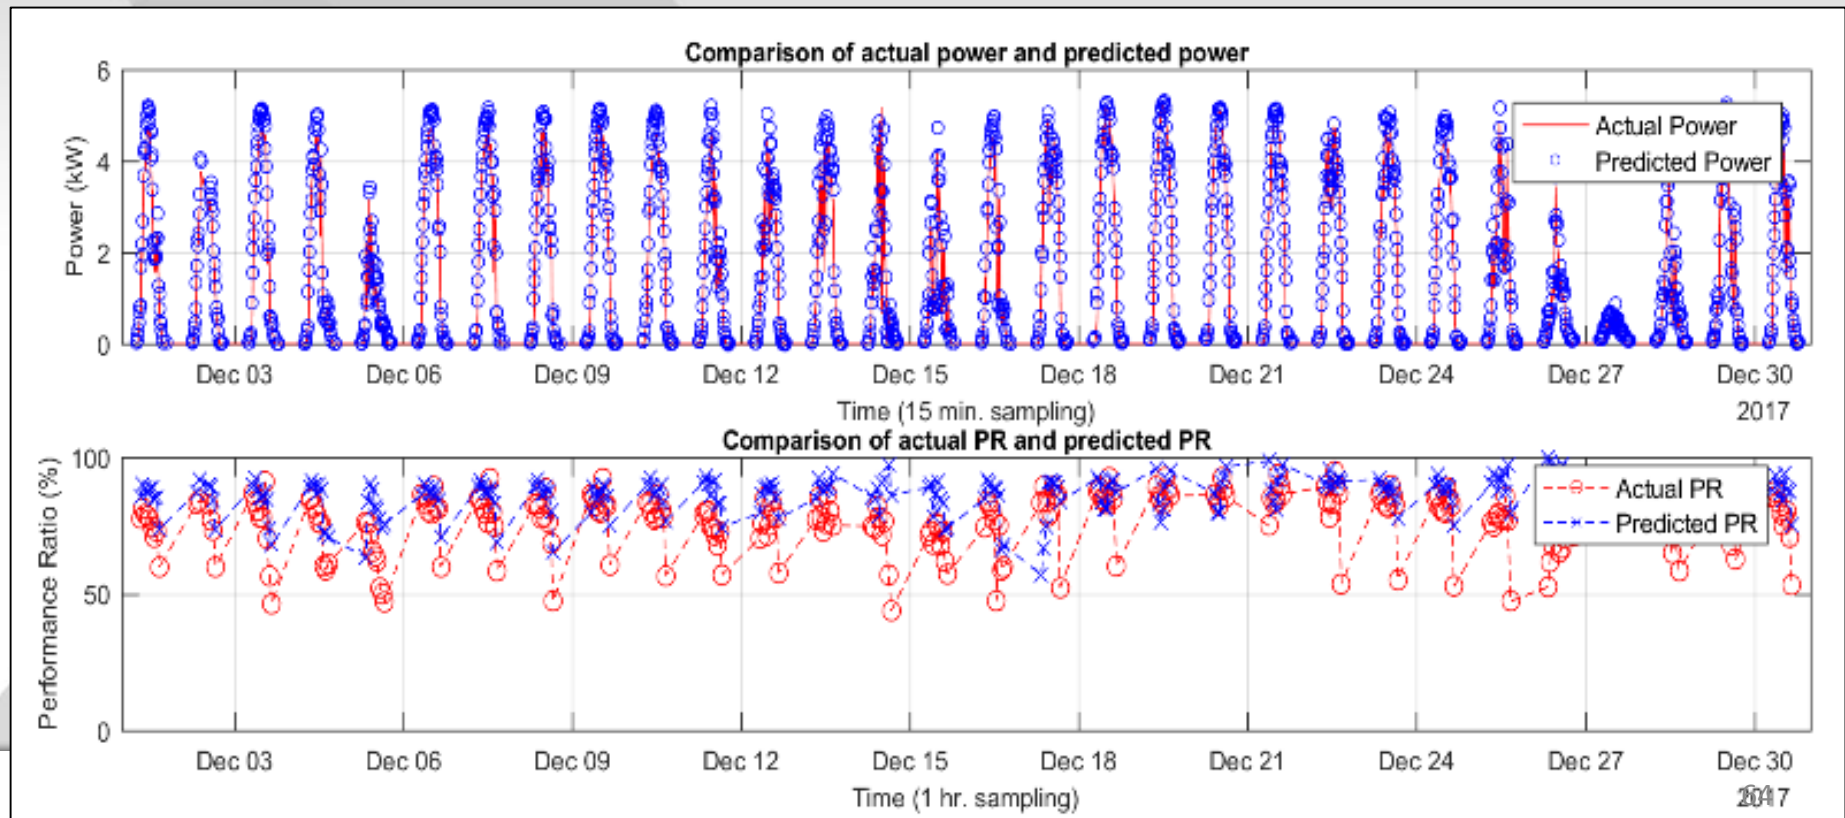 Comparison of actual power and predicted power
6
4
2
0
Power (kW)
Actual Power
Predicted Power
Dec 03 Dec 06 Dec 09 Dec 12 Dec 15 Dec 18 Dec 21 Dec 24 Dec 27 Dec 30
Time (15 min. sampling)
2017
Comparison of actual PR and predicted PR
100
50
0
Performance Ratio (%)
Actual PR
Predicted PR
Dec 03 Dec 06 Dec 09 Dec 12 Dec 15 Dec 18 Dec 21 Dec 24 Dec 27 Dec 30
Time (1 hr. sampling)
2017